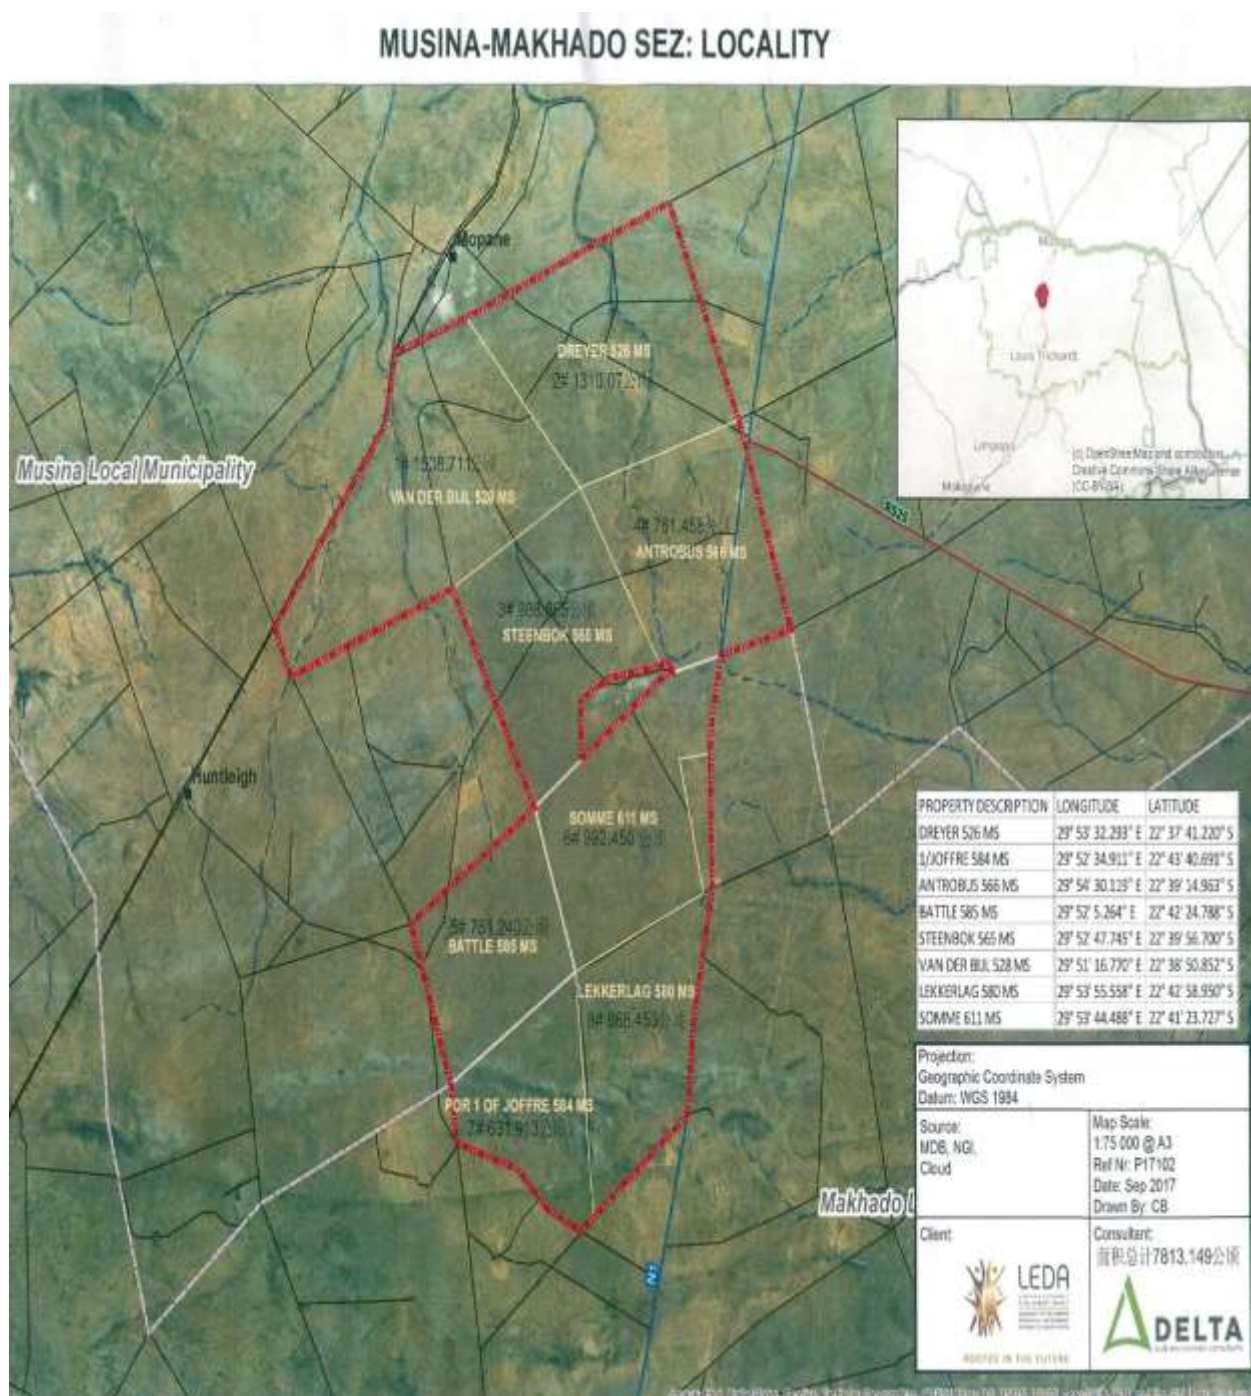 MUSINA-MAKHADO SEZ: LOCALITY
Mopane
Musina
Louis Trichardt
Limpopo
Mokopane
(c) OpenStreetMap and contributors,
Creative Commons-Share Alike License
(CC-BY-SA)
DREYER 526 MS
2# 1310.07公顷
Musina Local Municipality
VAN DER BIJL 528 MS
R525
4# 781.458公顷
ANTROBUS 566 MS
STEENBOK 565 MS
Huntleigh
SOMME 611 MS
6# 992.450公顷
5# 761.240公顷
BATTLE 585 MS
LEKKERLAG 580 MS
POR 1 OF JOFFRE 584 MS
7# 631.913公顷
Makhado L
N1
PROPERTY DESCRIPTION LONGITUDE LATITUDE
DREYER 526 MS 29° 53' 32.293" E 22° 37' 41.220" S
1/JOFFRE 584 MS 29° 52' 34.911" E 22° 43' 40.691" S
ANTROBUS 566 MS 29° 54' 30.129" E 22° 39' 14.963" S
BATTLE 585 MS 29° 52' 5.264" E 22° 42' 24.788" S
STEENBOK 565 MS 29° 52' 47.745" E 22° 39' 56.700" S
VAN DER BIJL 528 MS 29° 51' 16.770" E 22° 38' 50.852" S
LEKKERLAG 580 MS 29° 53' 55.558" E 22° 42' 58.950" S
SOMME 611 MS 29° 53' 44.488" E 22° 41' 23.727" S
Projection:
Geographic Coordinate System
Datum: WGS 1984
Source:
MDB, NGI,
Cloud
Map Scale:
1:75 000 @ A3
Ref Nr: P17102
Date: Sep 2017
Drawn By: CB
Client
LEDA
ROOTED IN THE FUTURE
Consultant:
面积总计7813.149公顷
DELTA